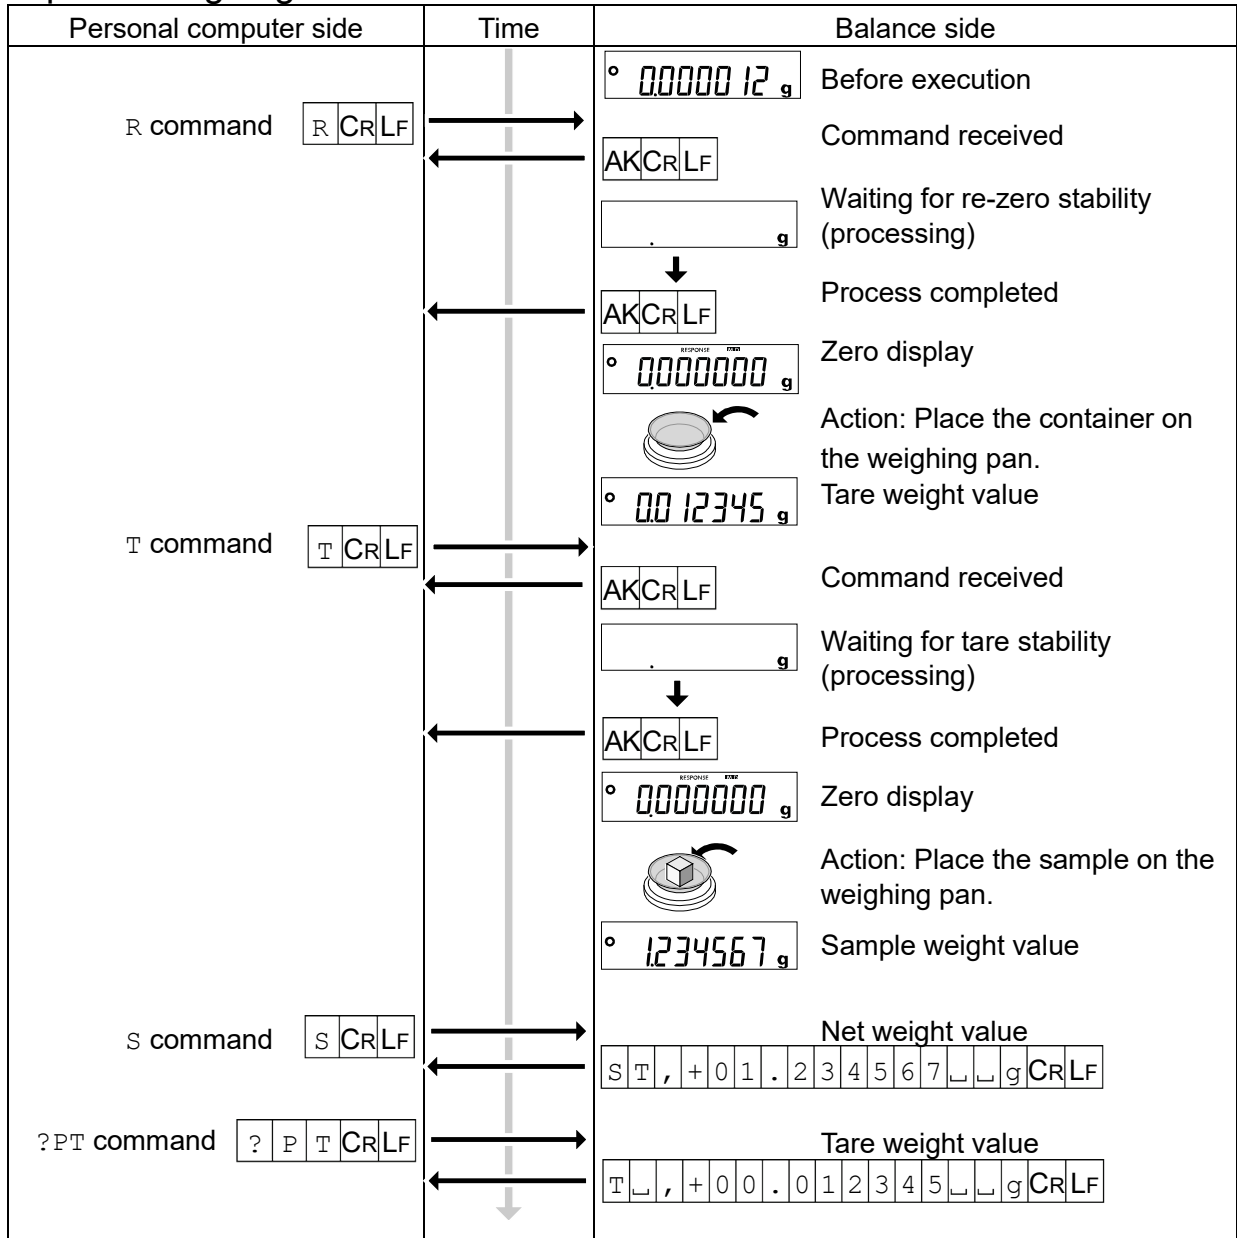 Personal computer side Time Balance side
0.000012 g Before execution
R command R CR LF
Command received
AK CR LF
Waiting for re-zero stability
(processing)
. g
Process completed
AK CR LF
Zero display
RESPONSE
0.000000 g
Action: Place the container on
the weighing pan.
Tare weight value
0.012345 g
T command T CR LF
Command received
AK CR LF
Waiting for tare stability
(processing)
. g
AK CR LF Process completed
RESPONSE
0.000000 g Zero display
Action: Place the sample on the
weighing pan.
1.234567 g Sample weight value
S command S CR LF
Net weight value
S T , + 0 1 . 2 3 4 5 6 7 ␣ ␣ g CR LF
?PT command ? P T CR LF
Tare weight value
T ␣ , + 0 0 . 0 1 2 3 4 5 ␣ ␣ g CR LF